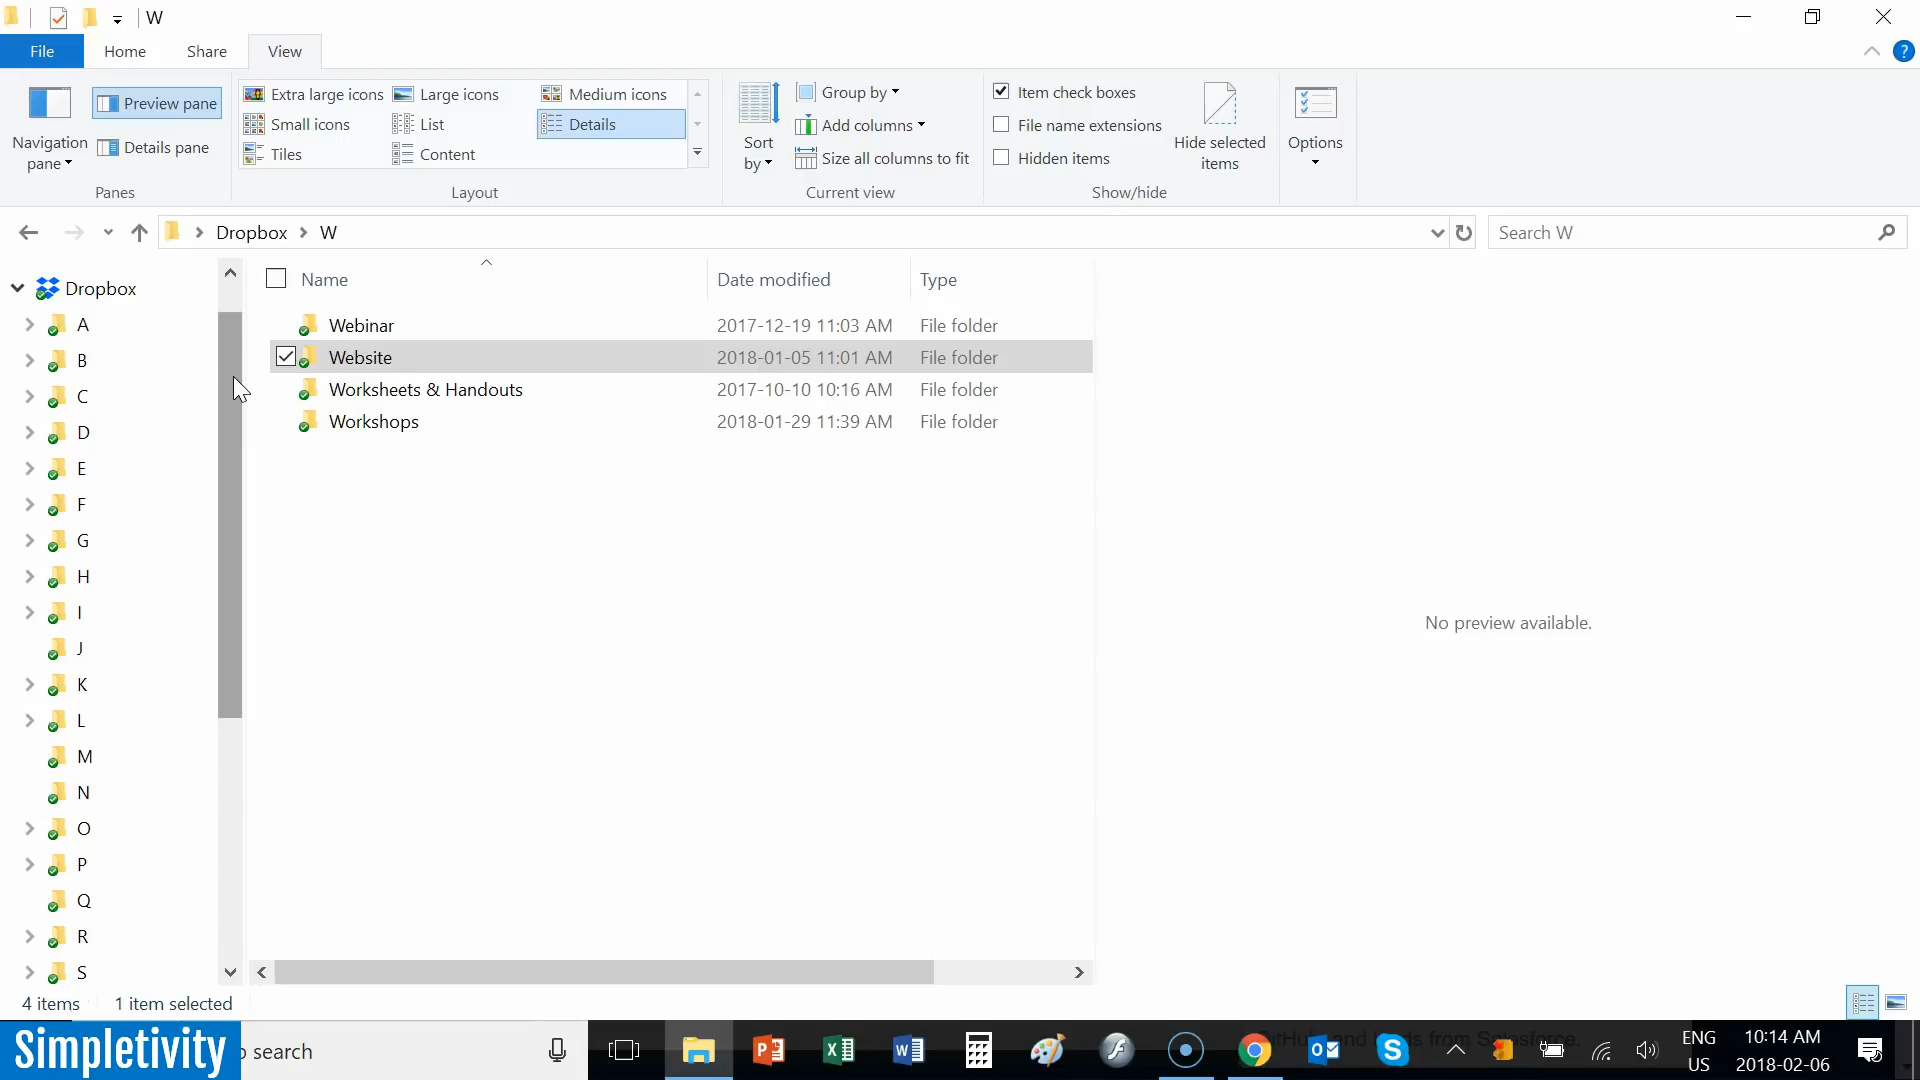 W
File Home Share View
Navigation pane
Preview pane
Details pane
Panes
Extra large icons Large icons Medium icons
Small icons List Details
Tiles Content
Layout
Sort by
Group by
Add columns
Size all columns to fit
Current view
Item check boxes
File name extensions
Hidden items
Hide selected items
Show/hide
Options
Dropbox W
Search W
Dropbox
A
B
C
D
E
F
G
H
I
J
K
L
M
N
O
P
Q
R
S
Name Date modified Type
Webinar 2017-12-19 11:03 AM File folder
Website 2018-01-05 11:01 AM File folder
Worksheets & Handouts 2017-10-10 10:16 AM File folder
Workshops 2018-01-29 11:39 AM File folder
No preview available.
4 items 1 item selected
Simpletivity
search
ENG
US
10:14 AM
2018-02-06